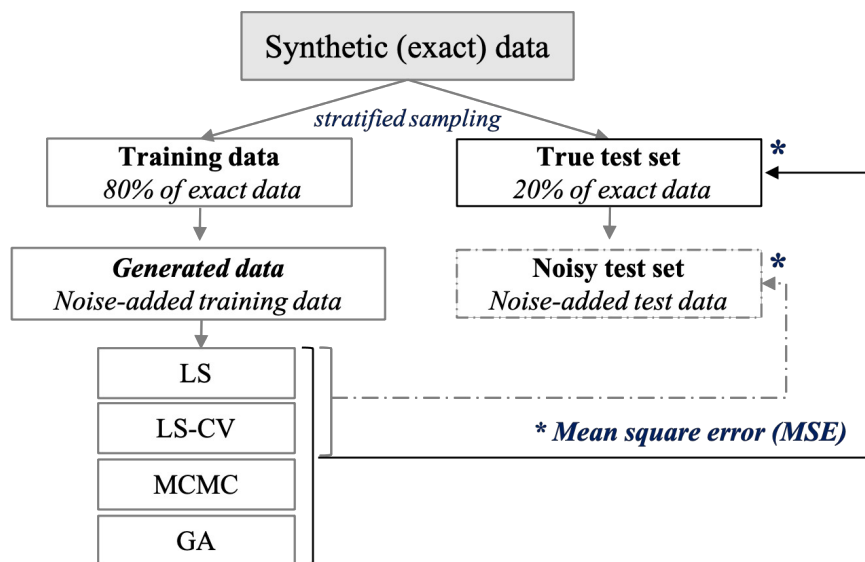 Synthetic (exact) data
stratified sampling
Training data
80% of exact data
True test set
20% of exact data
*
Generated data
Noise-added training data
Noisy test set
Noise-added test data
*
LS
LS-CV
MCMC
GA
* Mean square error (MSE)